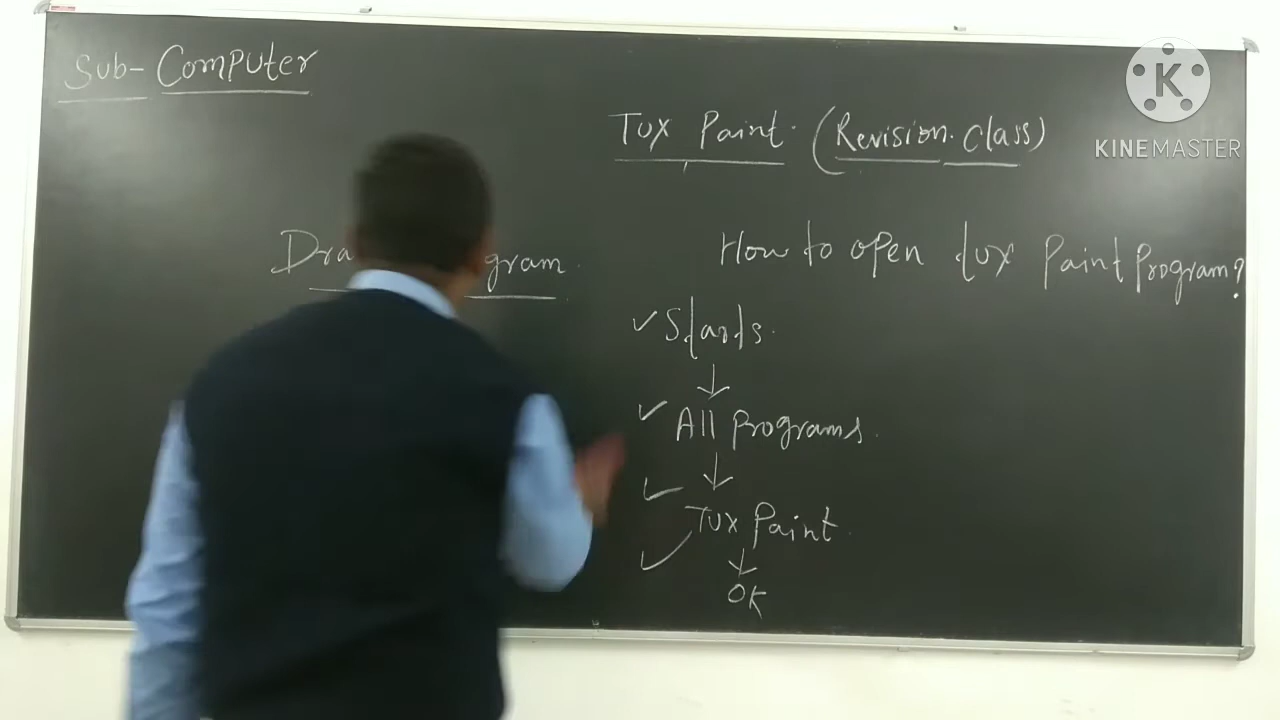 Sub- Computer
Tux Paint. (Revision. Class)
Dra gram.
How to open tux Paint Program?
✓ Starts.
↓
✓ All programs.
↓
✓ Tux Paint.
✓ ↓
OK
K
KINEMASTER